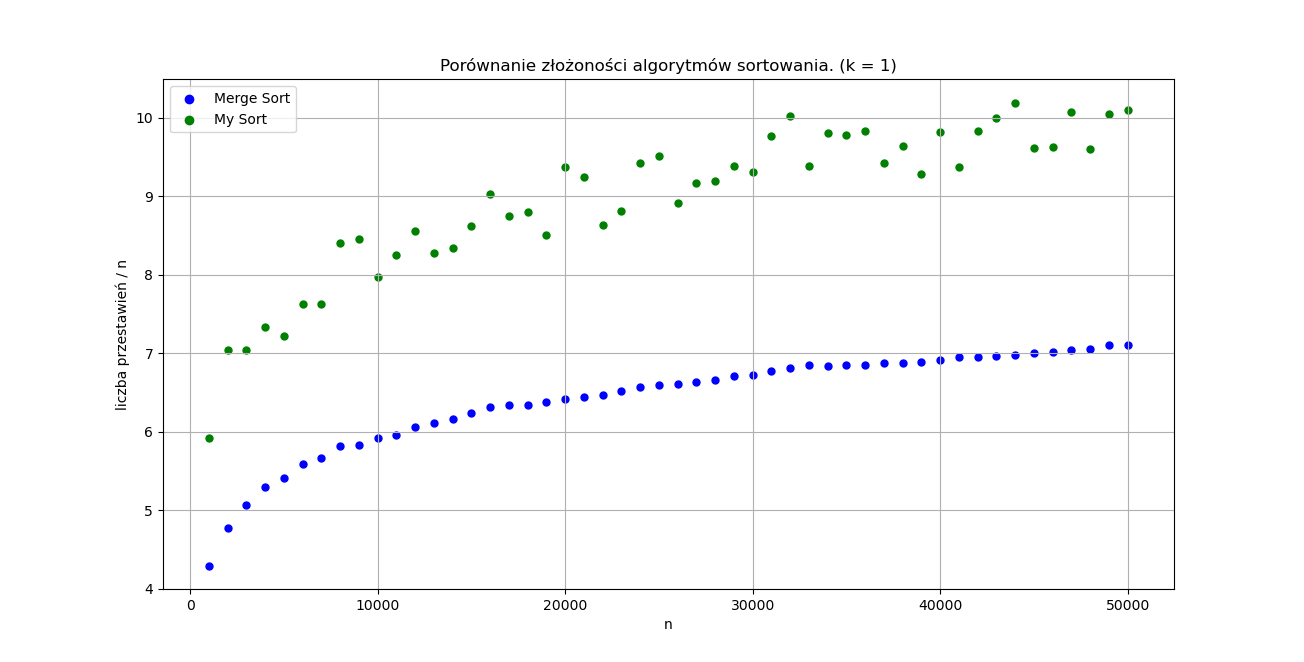 Porównanie złożoności algorytmów sortowania. (k = 1)
Merge Sort
My Sort
liczba przestawień / n
10
9
8
7
6
5
4
0 10000 20000 30000 40000 50000
n